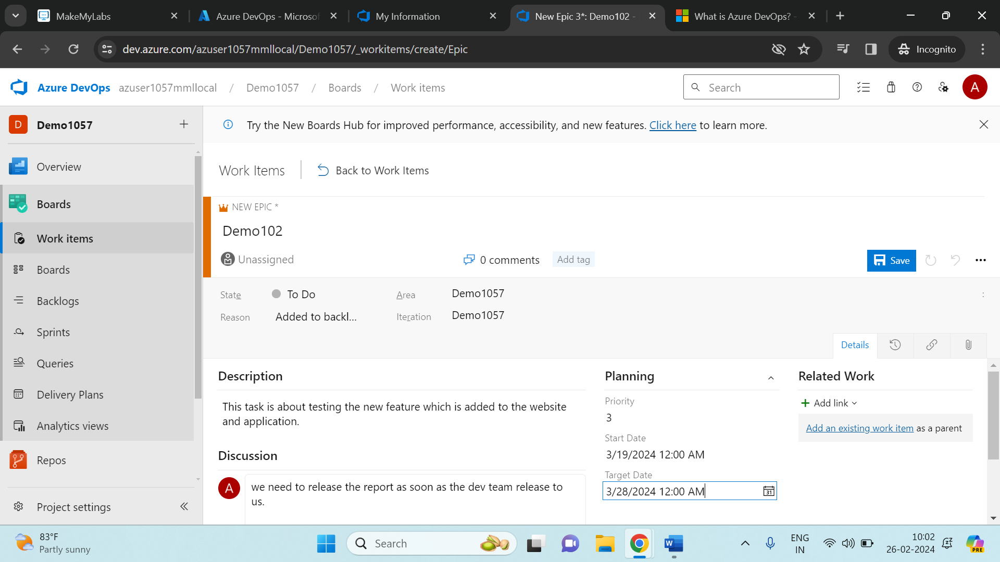 MakeMyLabs
Azure DevOps - Microsof
My Information
New Epic 3*: Demo102 -
What is Azure DevOps? -
dev.azure.com/azuser1057mmllocal/Demo1057/_workitems/create/Epic
Incognito
Azure DevOps azuser1057mmllocal / Demo1057 / Boards / Work items
Search
A
D Demo1057
Try the New Boards Hub for improved performance, accessibility, and new features. Click here to learn more.
Overview
Boards
Work items
Boards
Backlogs
Sprints
Queries
Delivery Plans
Analytics views
Repos
Project settings
Work Items
Back to Work Items
NEW EPIC *
Demo102
Unassigned
0 comments
Add tag
Save
State
To Do
Area
Demo1057
Reason
Added to backl...
Iteration
Demo1057
Details
Description
This task is about testing the new feature which is added to the website
and application.
Discussion
A
we need to release the report as soon as the dev team release to
us.
Planning
Priority
3
Start Date
3/19/2024 12:00 AM
Target Date
3/28/2024 12:00 AM
31
Related Work
Add link
Add an existing work item as a parent
83°F
Partly sunny
Search
W
ENG
IN
10:02
26-02-2024
PRE